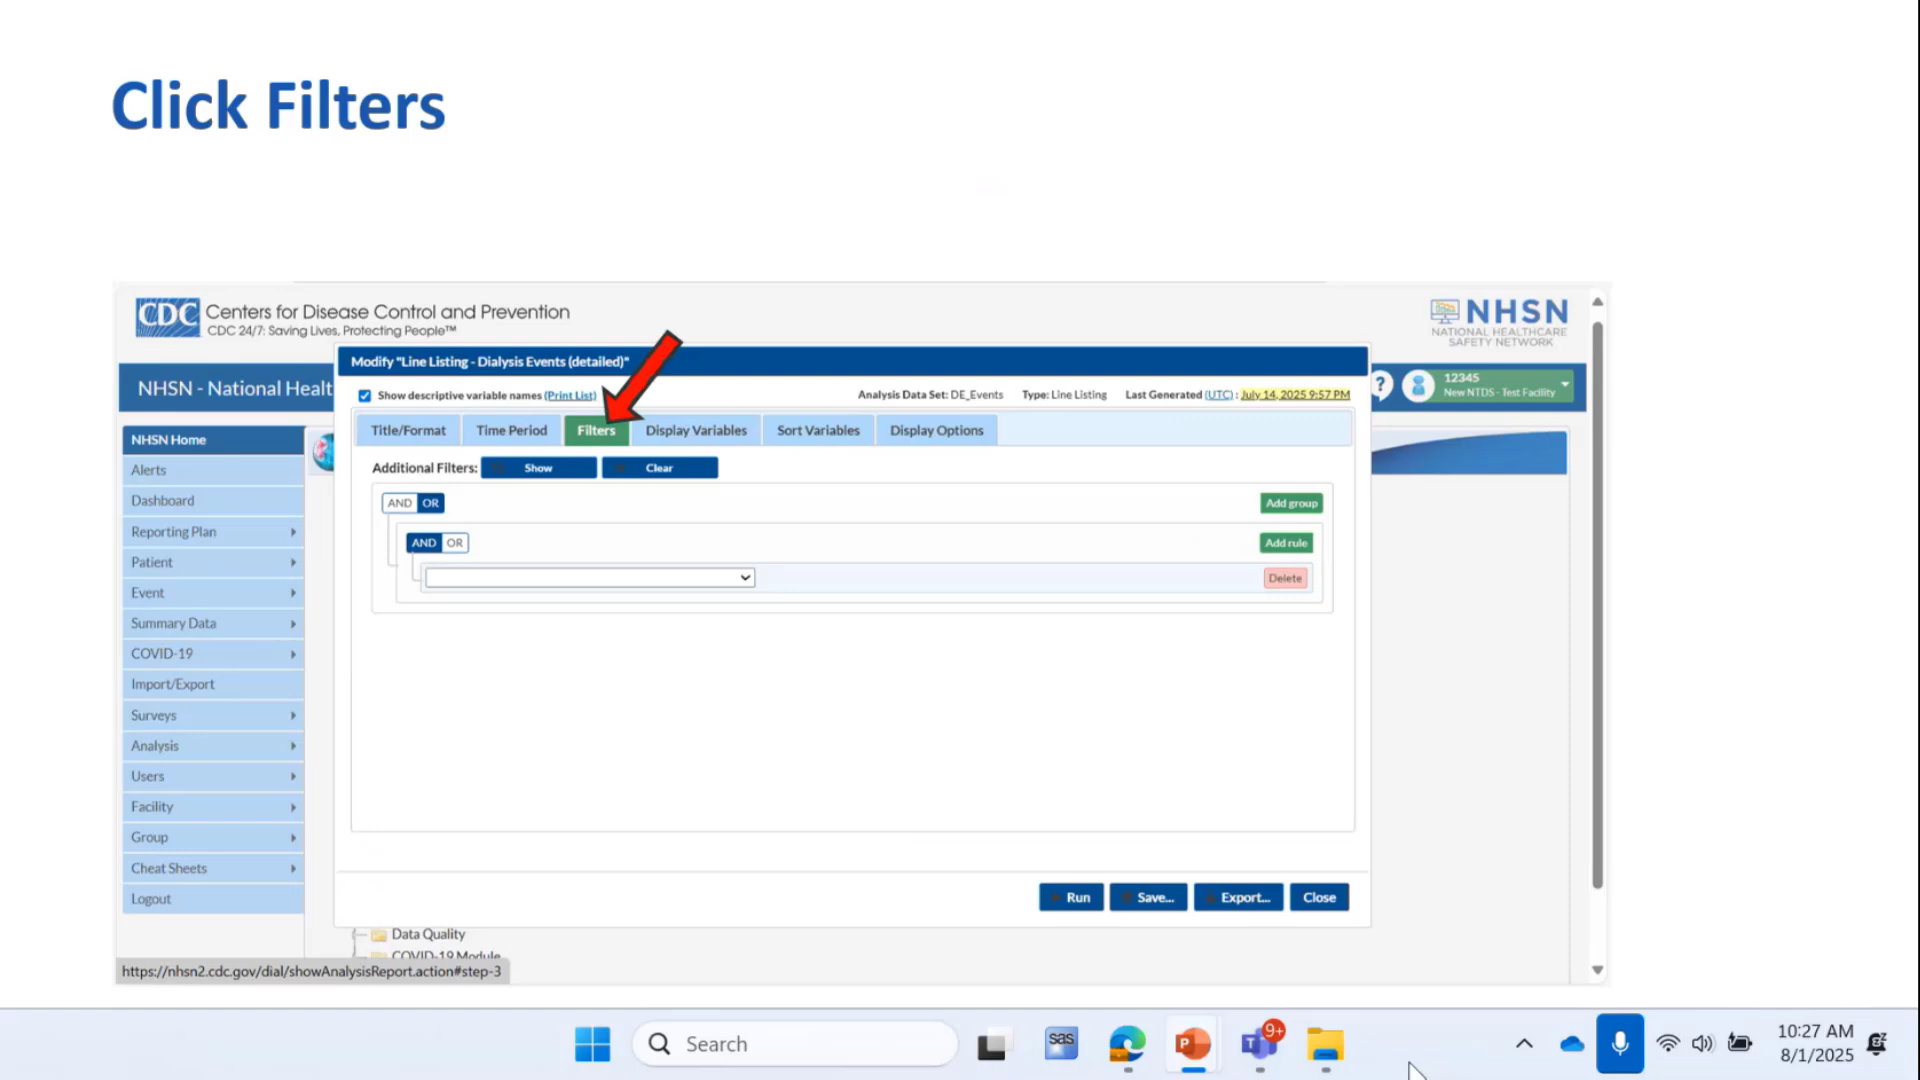 Click Filters
CDC Centers for Disease Control and Prevention
CDC 24/7: Saving Lives, Protecting People™
NHSN
NATIONAL HEALTHCARE
SAFETY NETWORK
Modify "Line Listing - Dialysis Events (detailed)"
NHSN - National Healt
12345
New NTDS - Test Facility
Show descriptive variable names (Print List)
Analysis Data Set: DE_Events Type: Line Listing Last Generated (UTC) : July 14, 2025 9:57 PM
Title/Format Time Period Filters Display Variables Sort Variables Display Options
Additional Filters: Show Clear
AND OR Add group
AND OR Add rule
Delete
NHSN Home
Alerts
Dashboard
Reporting Plan
Patient
Event
Summary Data
COVID-19
Import/Export
Surveys
Analysis
Users
Facility
Group
Cheat Sheets
Logout
Run Save... Export... Close
Data Quality
COVID-19 Module
https://nhsn2.cdc.gov/dial/showAnalysisReport.action#step-3
Search
sas
P
T
9+
10:27 AM
8/1/2025